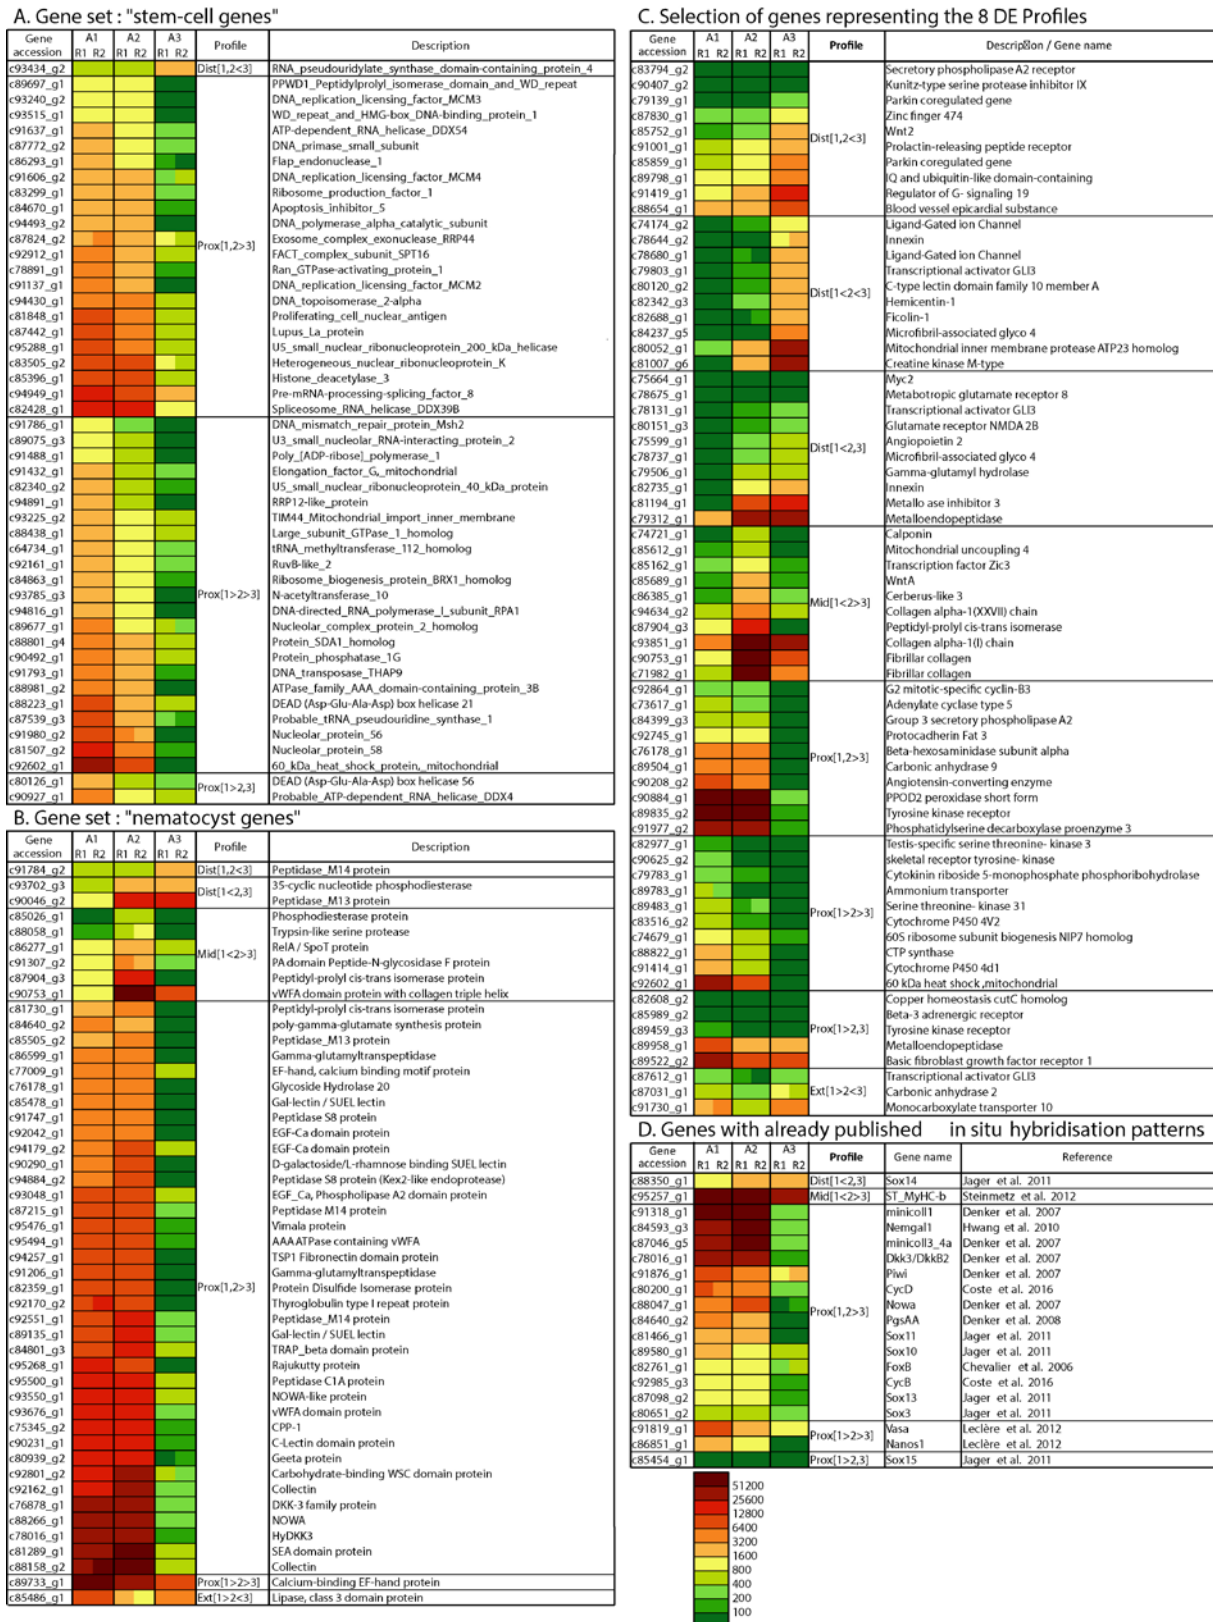 A. Gene set : "stem-cell genes"
Gene accession A1 R1 R2 A2 R1 R2 A3 R1 R2 Profile Description
c93434_g2 Dist[1,2<3] RNA_pseudouridylate_synthase_domain-containing_protein_4
c89697_g1 PPWD1_Peptidylprolyl_isomerase_domain_and_WD_repeat
c93240_g2 DNA_replication_licensing_factor_MCM3
c93515_g1 WD_repeat_and_HMG-box_DNA-binding_protein_1
c91637_g1 ATP-dependent_RNA_helicase_DDX54
c87772_g2 DNA_primase_small_subunit
c86293_g1 Flap_endonuclease_1
c91606_g2 DNA_replication_licensing_factor_MCM4
c83299_g1 Ribosome_production_factor_1
c84670_g1 Apoptosis_inhibitor_5
c94493_g2 DNA_polymerase_alpha_catalytic_subunit
c87824_g2 Prox[1,2>3] Exosome_complex_exonuclease_RRP44
c92912_g1 FACT_complex_subunit_SPT16
c78891_g1 Ran_GTPase-activating_protein_1
c91137_g1 DNA_replication_licensing_factor_MCM2
c94430_g1 DNA_topoisomerase_2-alpha
c81848_g1 Proliferating_cell_nuclear_antigen
c87442_g1 Lupus_La_protein
c95288_g1 U5_small_nuclear_ribonucleoprotein_200_kDa_helicase
c83505_g2 Heterogeneous_nuclear_ribonucleoprotein_K
c85396_g1 Histone_deacetylase_3
c94949_g1 Pre-mRNA-processing-splicing_factor_8
c82428_g1 Spliceosome_RNA_helicase_DDX39B
c91786_g1 DNA_mismatch_repair_protein_Msh2
c89075_g3 U3_small_nucleolar_RNA-interacting_protein_2
c91488_g1 Poly_[ADP-ribose]_polymerase_1
c91432_g1 Elongation_factor_G,_mitochondrial
c82340_g2 U5_small_nuclear_ribonucleoprotein_40_kDa_protein
c94891_g1 RRP12-like_protein
c93225_g2 TIM44_Mitochondrial_import_inner_membrane
c88438_g1 Large_subunit_GTPase_1_homolog
c64734_g1 tRNA_methyltransferase_112_homolog
c92161_g1 RuvB-like_2
c84863_g1 Ribosome_biogenesis_protein_BRX1_homolog
c93785_g3 Prox[1>2>3] N-acetyltransferase_10
c94816_g1 DNA-directed_RNA_polymerase_I_subunit_RPA1
c89677_g1 Nucleolar_complex_protein_2_homolog
c88801_g4 Protein_SDA1_homolog
c90492_g1 Protein_phosphatase_1G
c91793_g1 DNA_transposase_THAP9
c88981_g2 ATPase_family_AAA_domain-containing_protein_3B
c88223_g1 DEAD (Asp-Glu-Ala-Asp) box helicase 21
c87539_g3 Probable_tRNA_pseudouridine_synthase_1
c91980_g2 Nucleolar_protein_56
c81507_g2 Nucleolar_protein_58
c92602_g1 60_kDa_heat_shock_protein,_mitochondrial
c80126_g1 Prox[1>2,3] DEAD (Asp-Glu-Ala-Asp) box helicase 56
c90927_g1 Probable_ATP-dependent_RNA_helicase_DDX4
B. Gene set : "nematocyst genes"
Gene accession A1 R1 R2 A2 R1 R2 A3 R1 R2 Profile Description
c91784_g2 Dist[1,2<3] Peptidase_M14 protein
c93702_g3 Dist[1<2,3] 35-cyclic nucleotide phosphodiesterase
c90046_g2 Peptidase_M13 protein
c85026_g1 Phosphodiesterase protein
c88058_g1 Trypsin-like serine protease
c86277_g1 Mid[1<2>3] RelA / SpoT protein
c91307_g2 PA domain Peptide-N-glycosidase F protein
c87904_g3 Peptidyl-prolyl cis-trans isomerase protein
c90753_g1 vWFA domain protein with collagen triple helix
c81730_g1 Peptidyl-prolyl cis-trans isomerase protein
c84640_g2 poly-gamma-glutamate synthesis protein
c85505_g2 Peptidase_M13 protein
c86599_g1 Gamma-glutamyltranspeptidase
c77009_g1 EF-hand, calcium binding motif protein
c76178_g1 Glycoside Hydrolase 20
c85478_g1 Gal-lectin / SUEL lectin
c91747_g1 Peptidase S8 protein
c92042_g1 EGF-Ca domain protein
c94179_g2 EGF-Ca domain protein
c90290_g1 D-galactoside/L-rhamnose binding SUEL lectin
c94884_g2 Peptidase S8 protein (Kex2-like endoprotease)
c93048_g1 EGF_Ca, Phospholipase A2 domain protein
c87215_g1 Peptidase M14 protein
c95476_g1 Vimala protein
c95494_g1 AAA ATPase containing vWFA
c94257_g1 TSP1 Fibronectin domain protein
c91206_g1 Gamma-glutamyltranspeptidase
c82359_g1 Prox[1,2>3] Protein Disulfide Isomerase protein
c92170_g2 Thyroglobulin type I repeat protein
c92551_g1 Peptidase_M14 protein
c89135_g1 Gal-lectin / SUEL lectin
c84801_g3 TRAP_beta domain protein
c95268_g1 Rajukutty protein
c95500_g1 Peptidase C1A protein
c93550_g1 NOWA-like protein
c93676_g1 vWFA domain protein
c75345_g2 CPP-1
c90231_g1 C-Lectin domain protein
c80939_g2 Geeta protein
c92801_g2 Carbohydrate-binding WSC domain protein
c92162_g1 Collectin
c76878_g1 DKK-3 family protein
c88266_g1 NOWA
c78016_g1 HyDKK3
c81289_g1 SEA domain protein
c88158_g2 Collectin
c89733_g1 Prox[1>2>3] Calcium-binding EF-hand protein
c85486_g1 Ext[1>2<3] Lipase, class 3 domain protein
C. Selection of genes representing the 8 DE Profiles
Gene accession A1 R1 R2 A2 R1 R2 A3 R1 R2 Profile Descrip�on / Gene name
c83794_g2 Secretory phospholipase A2 receptor
c90407_g2 Kunitz-type serine protease inhibitor IX
c79139_g1 Parkin coregulated gene
c87830_g1 Zinc finger 474
c85752_g1 Dist[1,2<3] Wnt2
c91001_g1 Prolactin-releasing peptide receptor
c85859_g1 Parkin coregulated gene
c89798_g1 IQ and ubiquitin-like domain-containing
c91419_g1 Regulator of G- signaling 19
c88654_g1 Blood vessel epicardial substance
c74174_g2 Ligand-Gated ion Channel
c78644_g2 Innexin
c78680_g1 Ligand-Gated ion Channel
c79803_g1 Transcriptional activator GLI3
c80120_g2 Dist[1<2<3] C-type lectin domain family 10 member A
c82342_g3 Hemicentin-1
c82688_g1 Ficolin-1
c84237_g5 Microfibril-associated glyco 4
c80052_g1 Mitochondrial inner membrane protease ATP23 homolog
c81007_g6 Creatine kinase M-type
c75664_g1 Myc2
c78675_g1 Metabotropic glutamate receptor 8
c78131_g1 Transcriptional activator GLI3
c80151_g3 Glutamate receptor NMDA 2B
c75599_g1 Dist[1<2,3] Angiopoietin 2
c78737_g1 Microfibril-associated glyco 4
c79506_g1 Gamma-glutamyl hydrolase
c82735_g1 Innexin
c81194_g1 Metallo ase inhibitor 3
c79312_g1 Metalloendopeptidase
c74721_g1 Calponin
c85612_g1 Mitochondrial uncoupling 4
c85162_g1 Transcription factor Zic3
c85689_g1 WntA
c86385_g1 Mid[1<2>3] Cerberus-like 3
c94634_g2 Collagen alpha-1(XXVII) chain
c87904_g3 Peptidyl-prolyl cis-trans isomerase
c93851_g1 Collagen alpha-1(I) chain
c90753_g1 Fibrillar collagen
c71982_g1 Fibrillar collagen
c92864_g1 G2 mitotic-specific cyclin-B3
c73617_g1 Adenylate cyclase type 5
c84399_g3 Group 3 secretory phospholipase A2
c92745_g1 Protocadherin Fat 3
c76178_g1 Prox[1,2>3] Beta-hexosaminidase subunit alpha
c89504_g1 Carbonic anhydrase 9
c90208_g2 Angiotensin-converting enzyme
c90884_g1 PPOD2 peroxidase short form
c89835_g2 Tyrosine kinase receptor
c91977_g2 Phosphatidylserine decarboxylase proenzyme 3
c82977_g1 Testis-specific serine threonine- kinase 3
c90625_g2 skeletal receptor tyrosine- kinase
c79783_g1 Cytokinin riboside 5-monophosphate phosphoribohydrolase
c89783_g1 Ammonium transporter
c89483_g1 Prox[1>2>3] Serine threonine- kinase 31
c83516_g2 Cytochrome P450 4V2
c74679_g1 60S ribosome subunit biogenesis NIP7 homolog
c88822_g1 CTP synthase
c91414_g1 Cytochrome P450 4d1
c92602_g1 60 kDa heat shock ,mitochondrial
c82608_g2 Copper homeostasis cutC homolog
c85989_g2 Beta-3 adrenergic receptor
c89459_g3 Prox[1>2,3] Tyrosine kinase receptor
c89958_g1 Metalloendopeptidase
c89522_g2 Basic fibroblast growth factor receptor 1
c87612_g1 Transcriptional activator GLI3
c87031_g1 Ext[1>2<3] Carbonic anhydrase 2
c91730_g1 Monocarboxylate transporter 10
D. Genes with already published in situ hybridisation patterns
Gene accession A1 R1 R2 A2 R1 R2 A3 R1 R2 Profile Gene name Reference
c88350_g1 Dist[1<2,3] Sox14 Jager et al. 2011
c95257_g1 Mid[1<2>3] ST_MyHC-b Steinmetz et al. 2012
c91318_g1 minicoll1 Denker et al. 2007
c84593_g3 Nemgal1 Hwang et al. 2010
c87046_g5 minicoll3_4a Denker et al. 2007
c78016_g1 Dkk3/DkkB2 Denker et al. 2007
c91876_g1 Piwi Denker et al. 2007
c80200_g1 CycD Coste et al. 2016
c88047_g1 Prox[1,2>3] Nowa Denker et al. 2007
c84640_g2 PgsAA Denker et al. 2008
c81466_g1 Sox11 Jager et al. 2011
c89580_g1 Sox10 Jager et al. 2011
c82761_g1 FoxB Chevalier et al. 2006
c92985_g3 CycB Coste et al. 2016
c87098_g2 Sox13 Jager et al. 2011
c80651_g2 Sox3 Jager et al. 2011
c91819_g1 Prox[1>2>3] Vasa Leclère et al. 2012
c86851_g1 Nanos1 Leclère et al. 2012
c85454_g1 Prox[1>2,3] Sox15 Jager et al. 2011
51200
25600
12800
6400
3200
1600
800
400
200
100